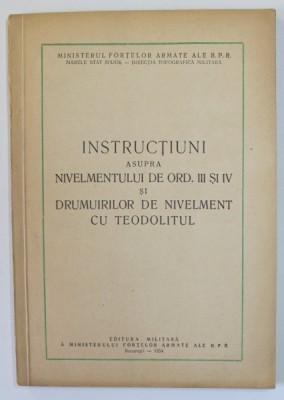 MINISTERUL FORȚELOR ARMATE ALE R.P.R.
MARELE STAT MAJOR — DIRECȚIA TOPOGRAFICĂ MILITARĂ
INSTRUCȚIUNI
ASUPRA
NIVELMENTULUI DE ORD. III ȘI IV
ȘI
DRUMUIRILOR DE NIVELMENT
CU TEODOLITUL
EDITURA MILITARĂ
A MINISTERULUI FORȚELOR ARMATE ALE R.P.R.
București — 1954